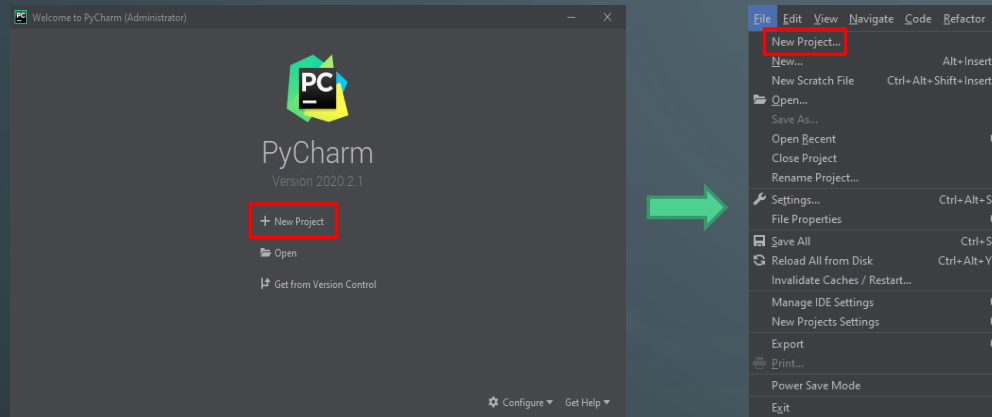 PC
Welcome to PyCharm (Administrator)
PC
PyCharm
Version 2020.2.1
New Project
Open
Get from Version Control
Configure
Get Help
File Edit View Navigate Code Refactor
New Project...
New... Alt+Insert
New Scratch File Ctrl+Alt+Shift+Insert
Open...
Save As...
Open Recent
Close Project
Rename Project...
Settings... Ctrl+Alt+S
File Properties
Save All Ctrl+S
Reload All from Disk Ctrl+Alt+Y
Invalidate Caches / Restart...
Manage IDE Settings
New Projects Settings
Export
Print...
Power Save Mode
Exit